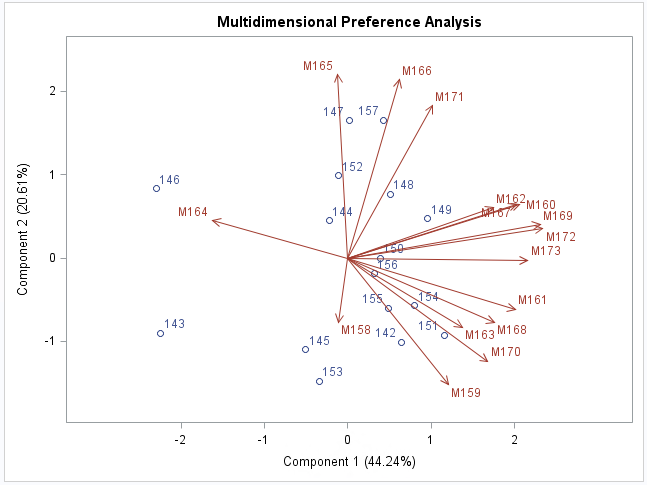 Multidimensional Preference Analysis
M165
M166
M171
2
147
157
1
152
146
148
M164
144
149
M162
M160
M167
M169
M172
0
150
M173
156
155
154
M161
143
M158
142
151
M163
M168
-1
145
M170
153
M159
-2
-1
0
1
2
Component 1 (44.24%)
Component 2 (20.61%)